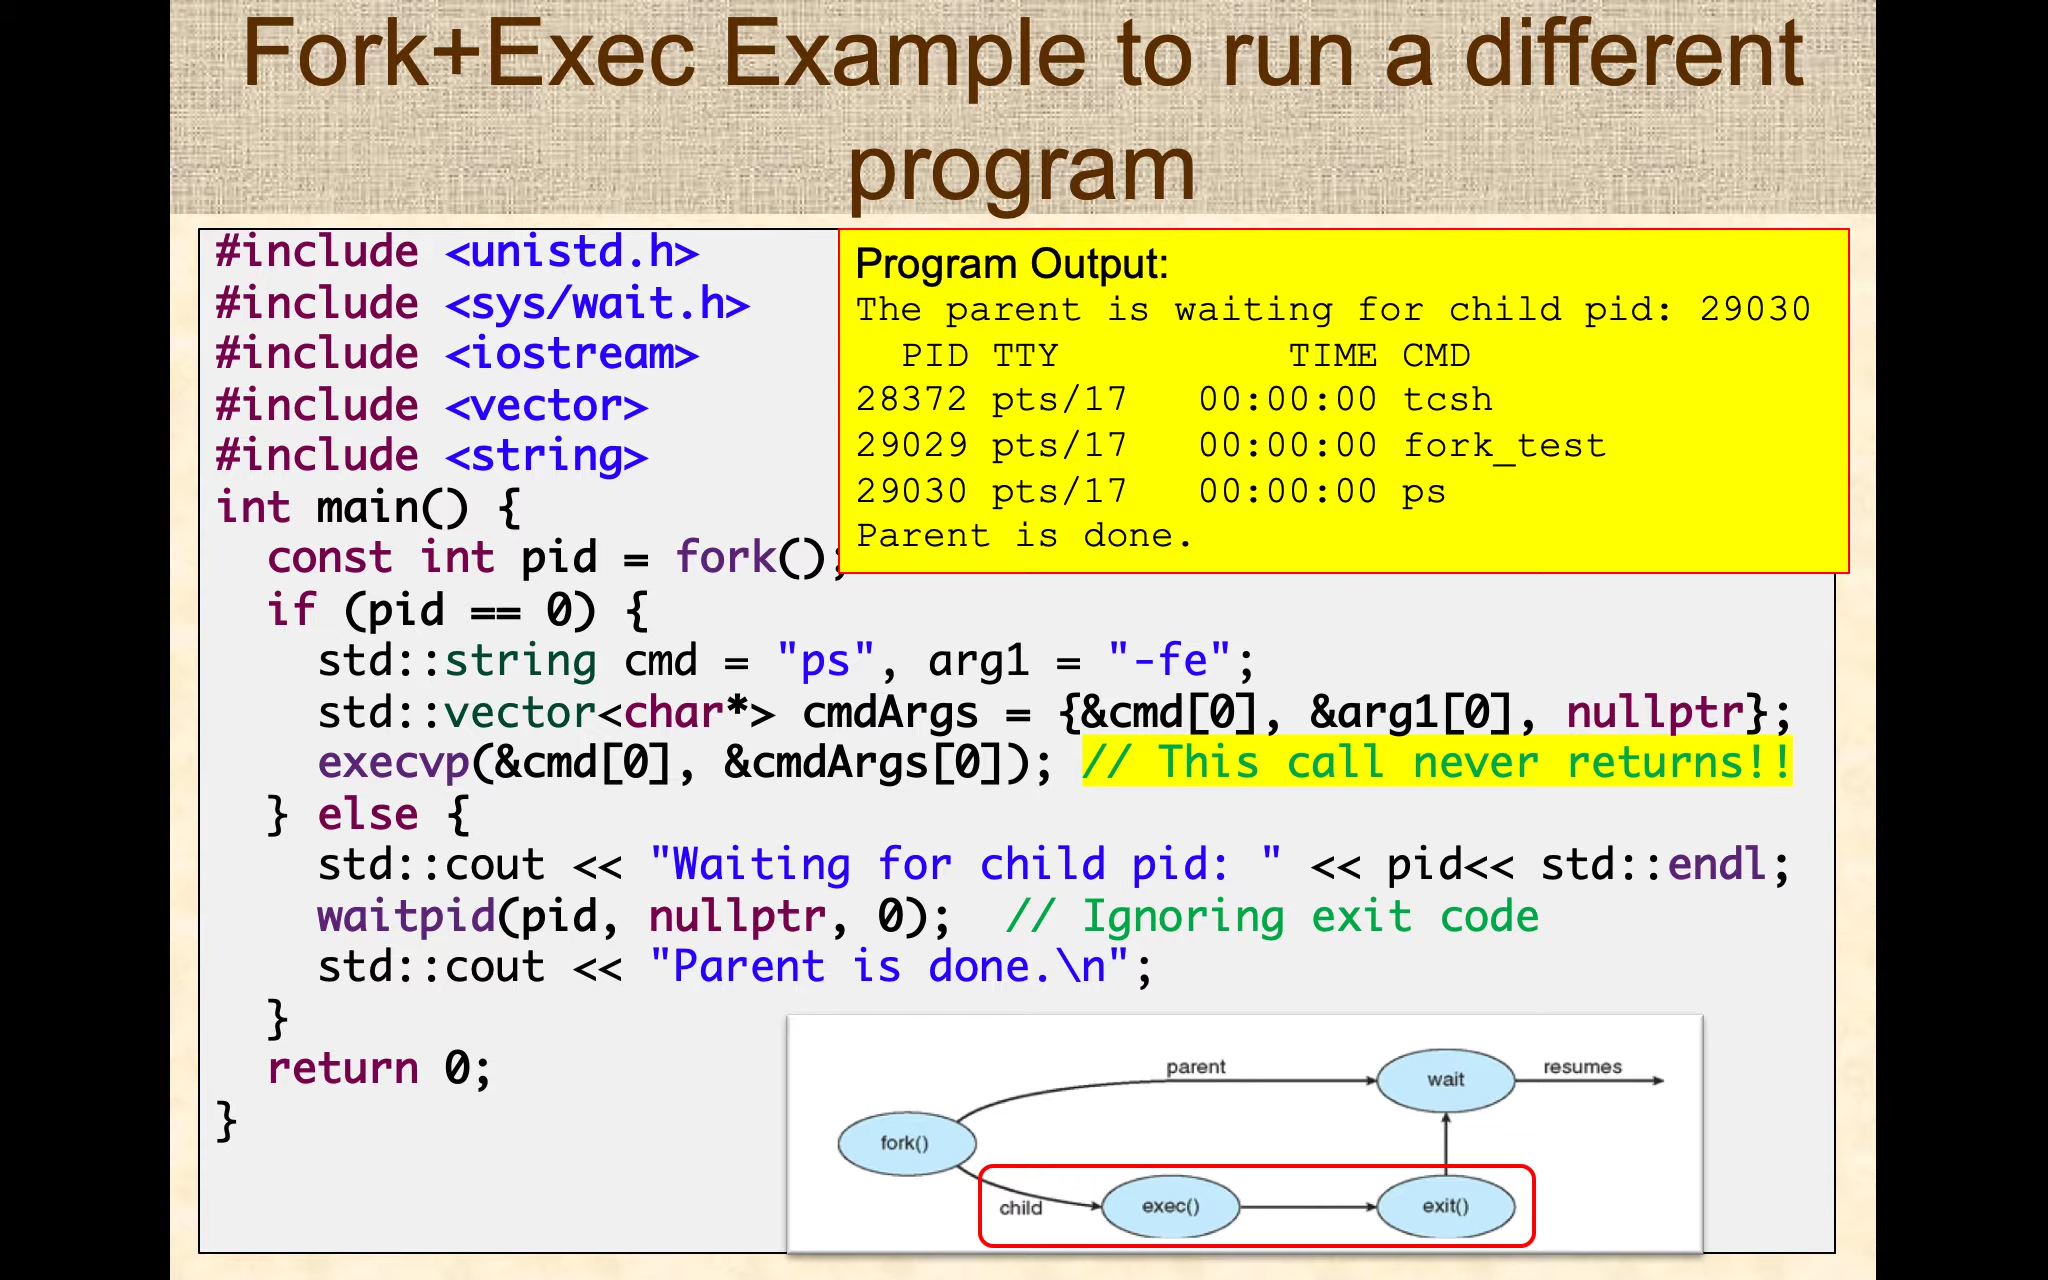 Fork+Exec Example to run a different
program
#include <unistd.h>
#include <sys/wait.h>
#include <iostream>
#include <vector>
#include <string>
int main() {
  const int pid = fork();
  if (pid == 0) {
    std::string cmd = "ps", arg1 = "-fe";
    std::vector<char*> cmdArgs = {&cmd[0], &arg1[0], nullptr};
    execvp(&cmd[0], &cmdArgs[0]); // This call never returns!!
  } else {
    std::cout << "Waiting for child pid: " << pid<< std::endl;
    waitpid(pid, nullptr, 0);  // Ignoring exit code
    std::cout << "Parent is done.\n";
  }
  return 0;
}
Program Output:
The parent is waiting for child pid: 29030
  PID TTY          TIME CMD
28372 pts/17   00:00:00 tcsh
29029 pts/17   00:00:00 fork_test
29030 pts/17   00:00:00 ps
Parent is done.
parent
wait
resumes
fork()
child
exec()
exit()